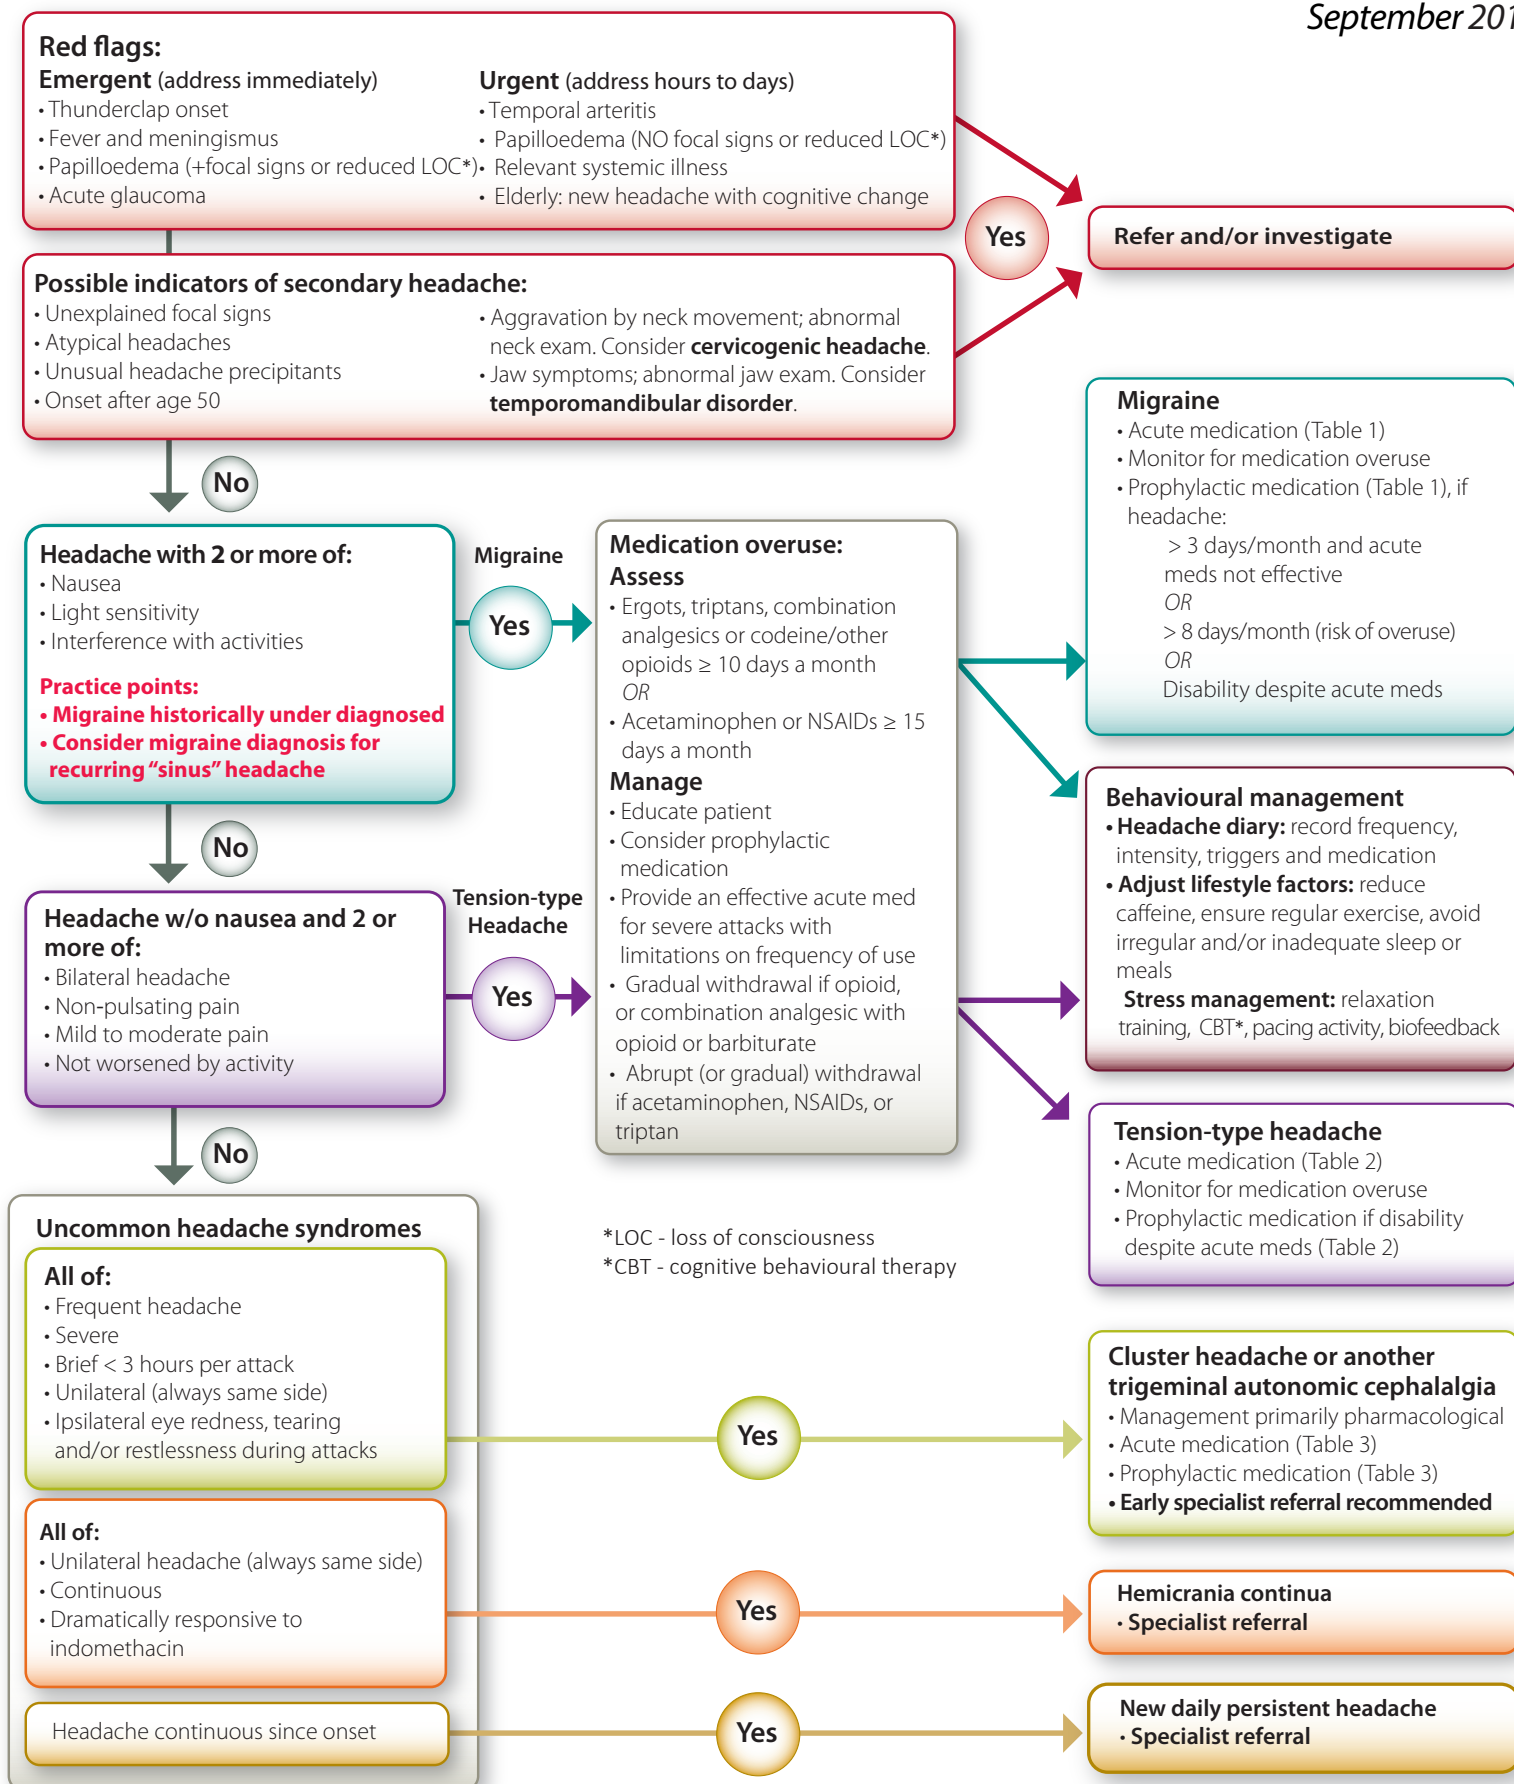 September 201
Red flags:
Emergent (address immediately)
• Thunderclap onset
• Fever and meningismus
• Papilloedema (+focal signs or reduced LOC*)
• Acute glaucoma
Urgent (address hours to days)
• Temporal arteritis
• Papilloedema (NO focal signs or reduced LOC*)
• Relevant systemic illness
• Elderly: new headache with cognitive change
Yes
Refer and/or investigate
Possible indicators of secondary headache:
• Unexplained focal signs
• Atypical headaches
• Unusual headache precipitants
• Onset after age 50
• Aggravation by neck movement; abnormal
neck exam. Consider cervicogenic headache.
• Jaw symptoms; abnormal jaw exam. Consider
temporomandibular disorder.
No
Headache with 2 or more of:
• Nausea
• Light sensitivity
• Interference with activities
Practice points:
• Migraine historically under diagnosed
• Consider migraine diagnosis for
recurring “sinus” headache
Migraine
Yes
Medication overuse:
Assess
• Ergots, triptans, combination
analgesics or codeine/other
opioids ≥ 10 days a month
OR
• Acetaminophen or NSAIDs ≥ 15
days a month
Manage
• Educate patient
• Consider prophylactic
medication
• Provide an effective acute med
for severe attacks with
limitations on frequency of use
• Gradual withdrawal if opioid,
or combination analgesic with
opioid or barbiturate
• Abrupt (or gradual) withdrawal
if acetaminophen, NSAIDs, or
triptan
Migraine
• Acute medication (Table 1)
• Monitor for medication overuse
• Prophylactic medication (Table 1), if
headache:
> 3 days/month and acute
meds not effective
OR
> 8 days/month (risk of overuse)
OR
Disability despite acute meds
Behavioural management
• Headache diary: record frequency,
intensity, triggers and medication
• Adjust lifestyle factors: reduce
caffeine, ensure regular exercise, avoid
irregular and/or inadequate sleep or
meals
Stress management: relaxation
training, CBT*, pacing activity, biofeedback
No
Headache w/o nausea and 2 or
more of:
• Bilateral headache
• Non-pulsating pain
• Mild to moderate pain
• Not worsened by activity
Tension-type
Headache
Yes
Tension-type headache
• Acute medication (Table 2)
• Monitor for medication overuse
• Prophylactic medication if disability
despite acute meds (Table 2)
No
*LOC - loss of consciousness
*CBT - cognitive behavioural therapy
Uncommon headache syndromes
All of:
• Frequent headache
• Severe
• Brief < 3 hours per attack
• Unilateral (always same side)
• Ipsilateral eye redness, tearing
and/or restlessness during attacks
Yes
Cluster headache or another
trigeminal autonomic cephalalgia
• Management primarily pharmacological
• Acute medication (Table 3)
• Prophylactic medication (Table 3)
• Early specialist referral recommended
All of:
• Unilateral headache (always same side)
• Continuous
• Dramatically responsive to
indomethacin
Yes
Hemicrania continua
• Specialist referral
Headache continuous since onset
Yes
New daily persistent headache
• Specialist referral